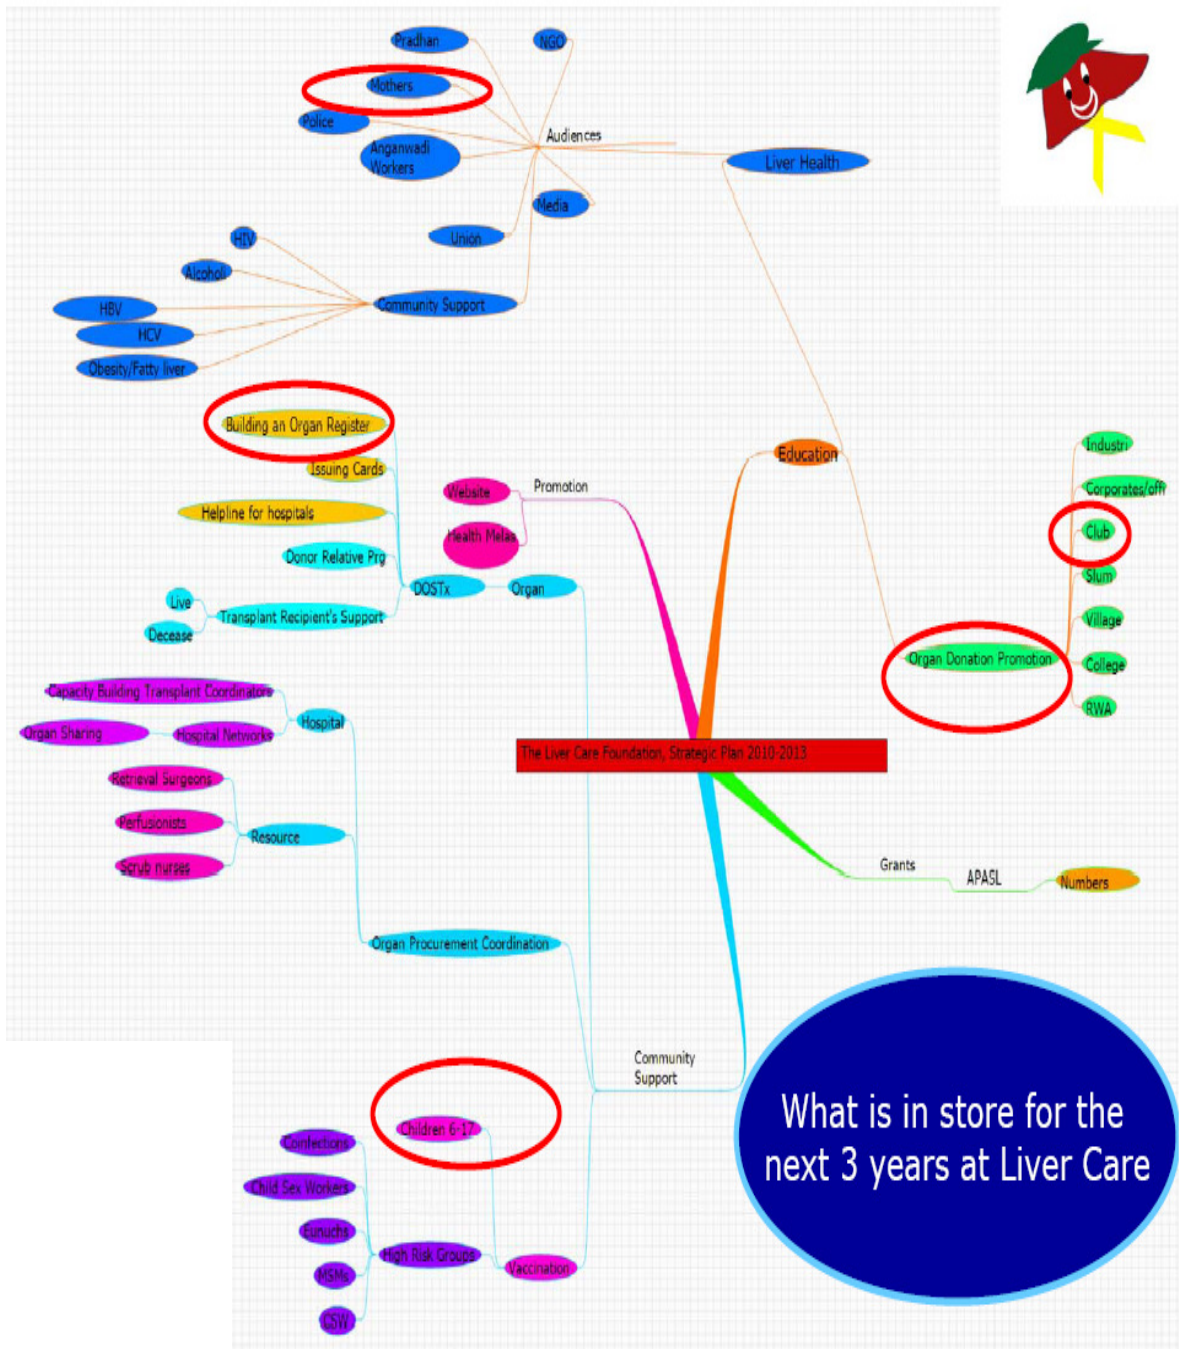 Pradhan
NGO
Mothers
Police
Audiences
Anganwadi
Workers
Liver Health
Media
Union
HIV
Alcoholi
Community Support
HBV
HCV
Obesity/Fatty liver
Building an Organ Register
Issuing Cards
Helpline for hospitals
Donor Relative Prg
Live
Transplant Recipient's Support
Decease
DOSTx
Organ
Website
Promotion
Health Melas
Education
Industri
Corporates/offi
Club
Slum
Village
Organ Donation Promotion
College
RWA
Capacity Building Transplant Coordinators
Organ Sharing
Hospital Networks
Hospital
Retrieval Surgeons
Perfusionists
Scrub nurses
Resource
The Liver Care Foundation, Strategic Plan 2010-2013
Grants
APASL
Numbers
Organ Procurement Coordination
Community
Support
Children 6-17
Coinfections
Child Sex Workers
Eunuchs
High Risk Groups
MSMs
CSW
Vaccination
What is in store for the
next 3 years at Liver Care